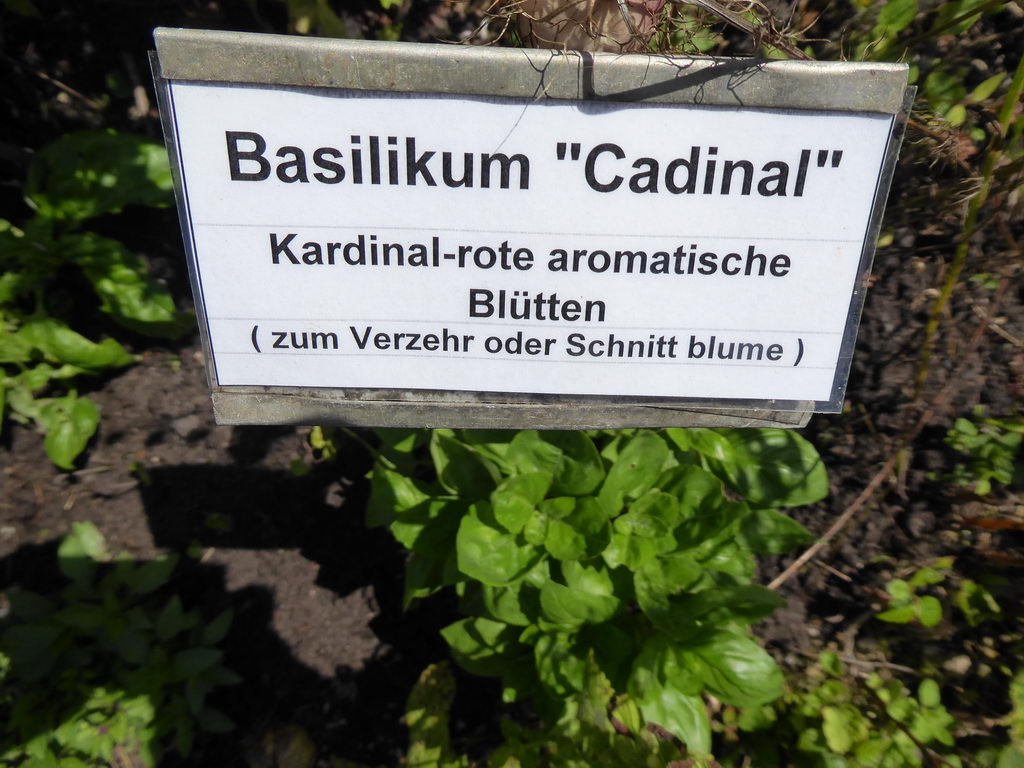 Basilikum "Cadinal"
Kardinal-rote aromatische
Blütten
( zum Verzehr oder Schnitt blume )